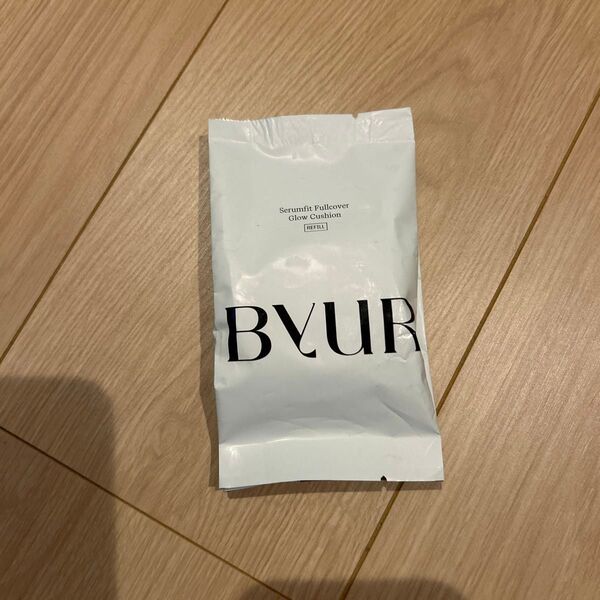 Serumfit Fullcover
Glow Cushion
REFILL
BYUR